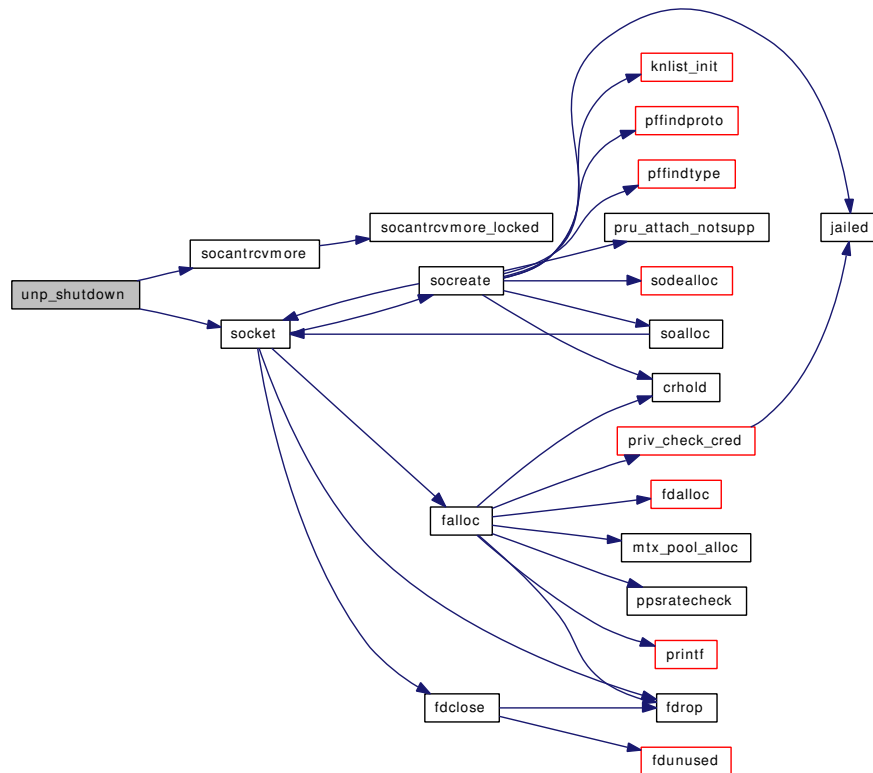 knlist_init
pffindproto
pffindtype
socantrcvmore_locked
pru_attach_notsupp
jailed
socantrcvmore
unp_shutdown
socreate
sodealloc
socket
soalloc
crhold
priv_check_cred
fdalloc
falloc
mtx_pool_alloc
ppsratecheck
printf
fdclose
fdrop
fdunused